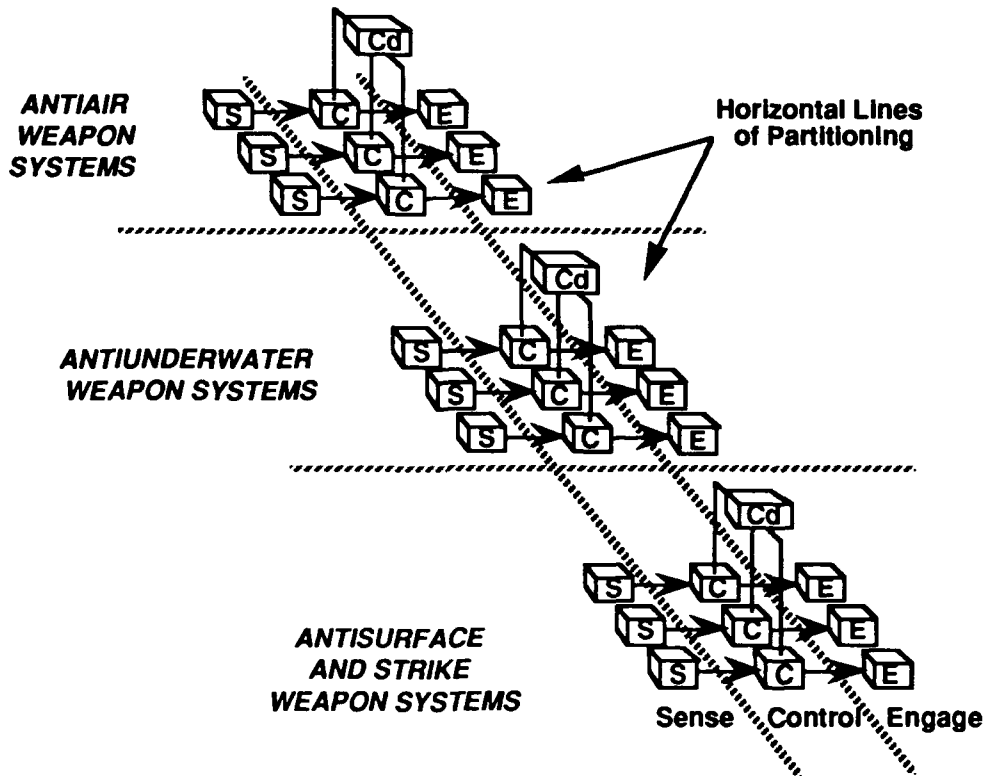 Cd
ANTIAIR
WEAPON
SYSTEMS
S C E
S C E
S C E
Horizontal Lines
of Partitioning
Cd
ANTIUNDERWATER
WEAPON SYSTEMS
S C E
S C E
S C E
Cd
S C E
S C E
S C E
ANTISURFACE
AND STRIKE
WEAPON SYSTEMS
Sense Control Engage